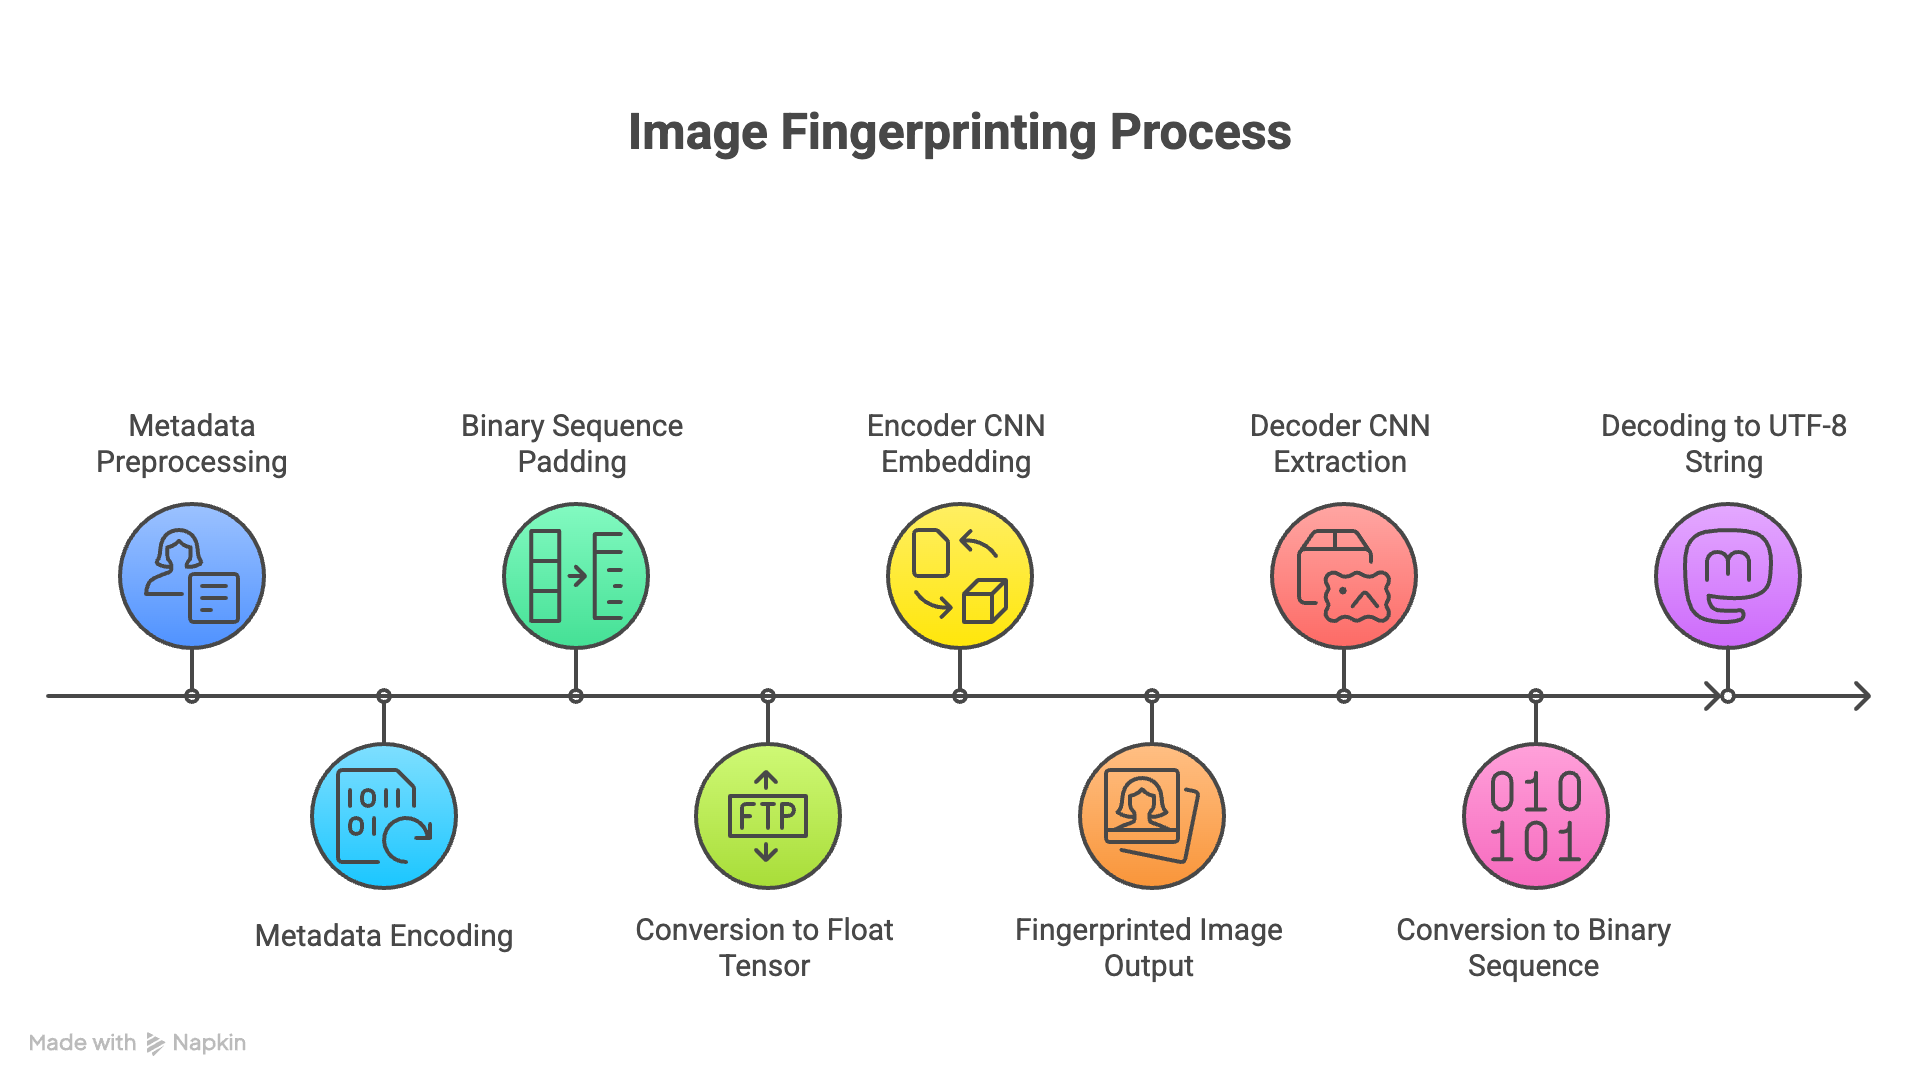 Image Fingerprinting Process
Metadata
Preprocessing
Binary Sequence
Padding
Encoder CNN
Embedding
Decoder CNN
Extraction
Decoding to UTF-8
String
1011
01
FTP
010
101
m
Metadata Encoding
Conversion to Float
Tensor
Fingerprinted Image
Output
Conversion to Binary
Sequence
Made with Napkin